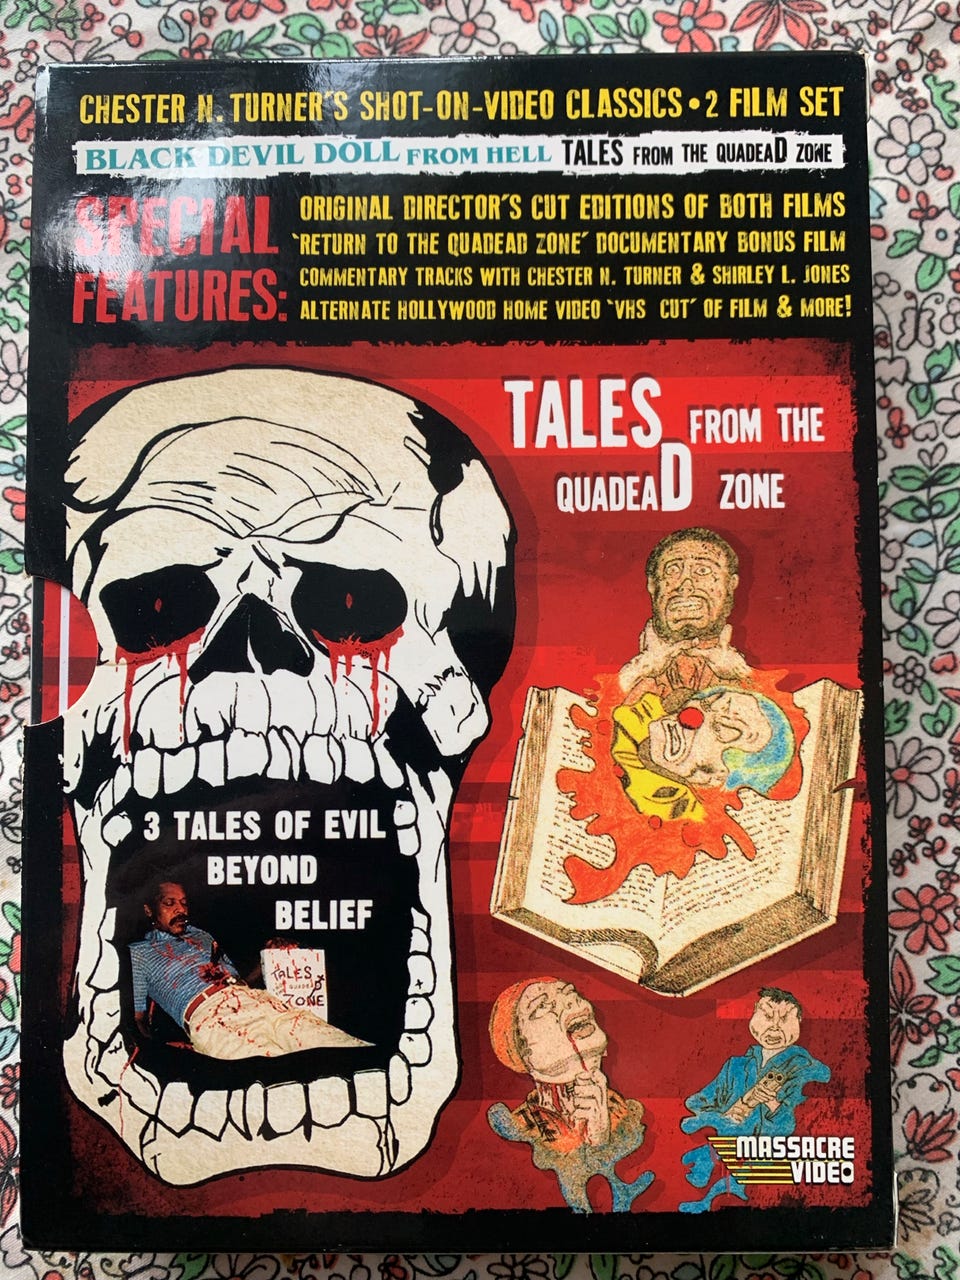 CHESTER N. TURNER'S SHOT-ON-VIDEO CLASSICS • 2 FILM SET
BLACK DEVIL DOLL FROM HELL TALES FROM THE QUADEAD ZONE
SPECIAL
FEATURES:
ORIGINAL DIRECTOR'S CUT EDITIONS OF BOTH FILMS
`RETURN TO THE QUADEAD ZONE´ DOCUMENTARY BONUS FILM
COMMENTARY TRACKS WITH CHESTER N. TURNER & SHIRLEY L. JONES
ALTERNATE HOLLYWOOD HOME VIDEO `VHS CUT´ OF FILM & MORE!
TALES FROM THE
QUADEAD ZONE
3 TALES OF EVIL
BEYOND
BELIEF
TALES
QUADEAD
ZONE
MASSACRE
VIDEO